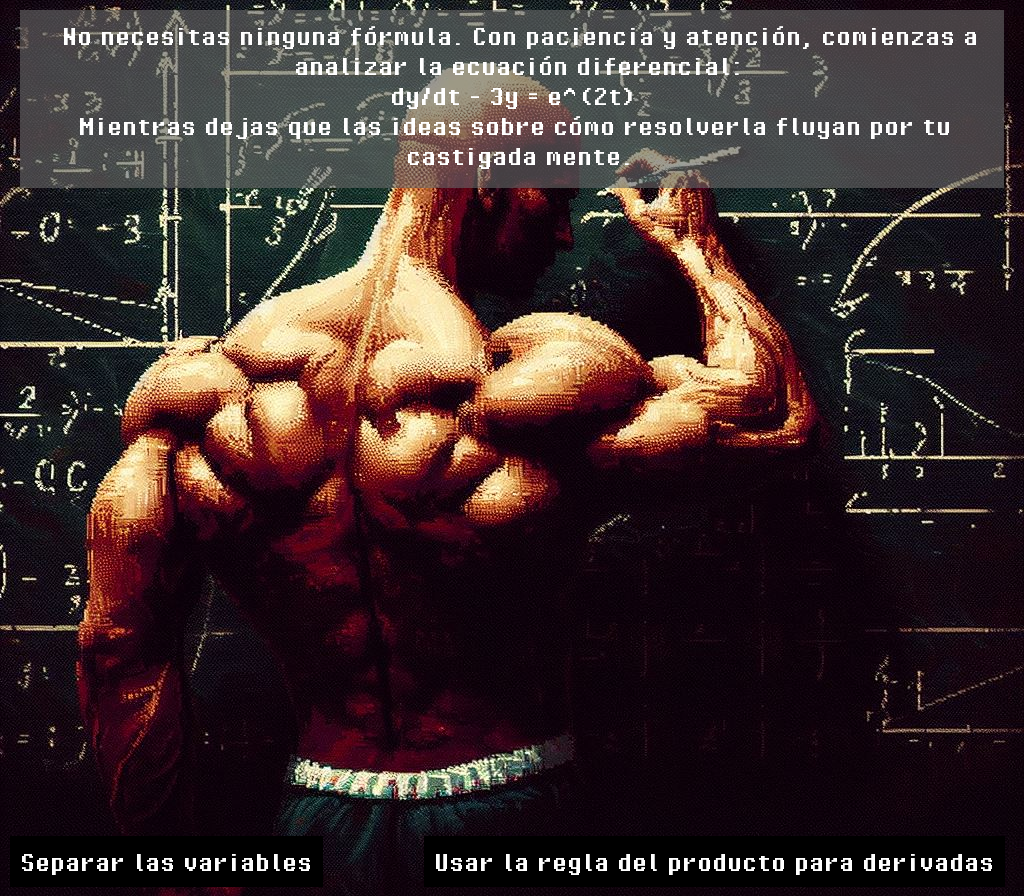 No necesitas ninguna fórmula. Con paciencia y atención, comienzas a
analizar la ecuación diferencial:
dy/dt - 3y = e^(2t)
Mientras dejas que las ideas sobre cómo resolverla fluyan por tu
castigada mente.
Separar las variables
Usar la regla del producto para derivadas